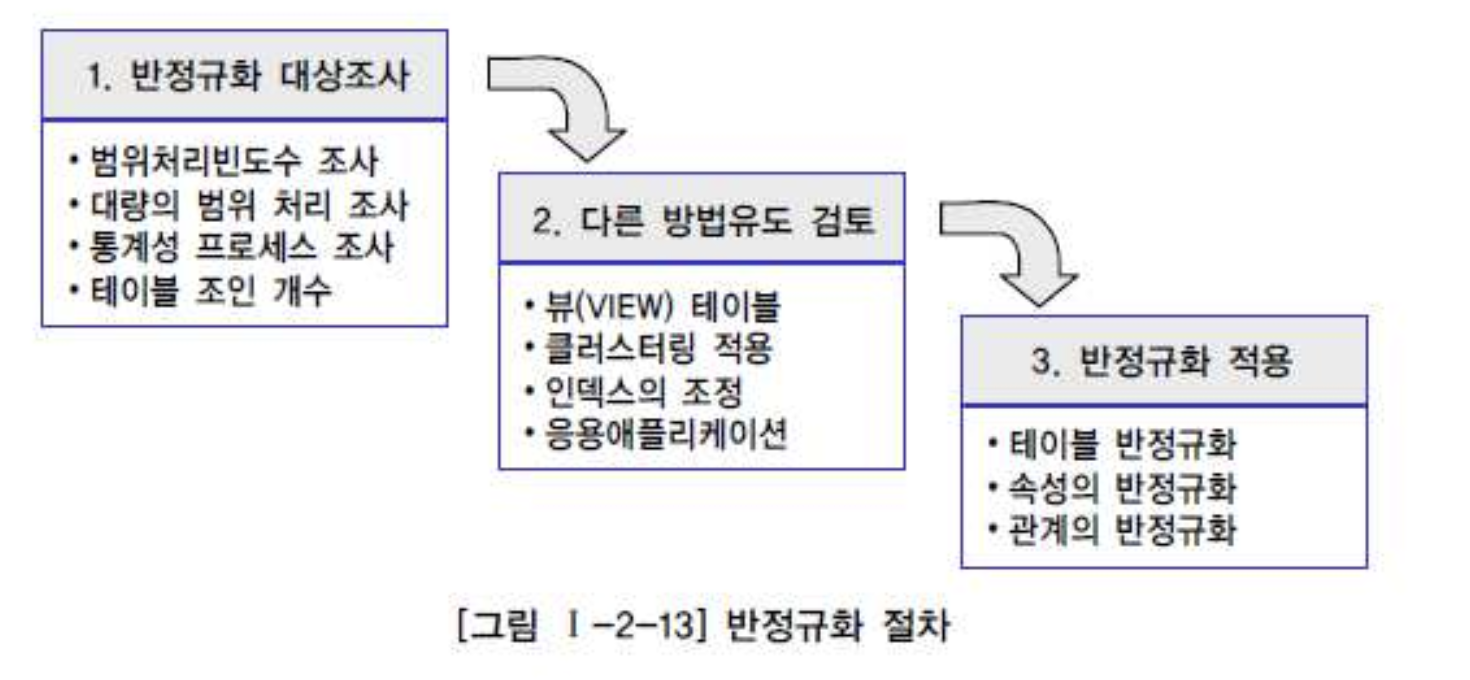 1. 반정규화 대상조사
• 범위처리빈도수 조사
• 대량의 범위 처리 조사
• 통계성 프로세스 조사
• 테이블 조인 개수
2. 다른 방법유도 검토
• 뷰(VIEW) 테이블
• 클러스터링 적용
• 인덱스의 조정
• 응용애플리케이션
3. 반정규화 적용
• 테이블 반정규화
• 속성의 반정규화
• 관계의 반정규화
[그림 Ⅰ-2-13] 반정규화 절차